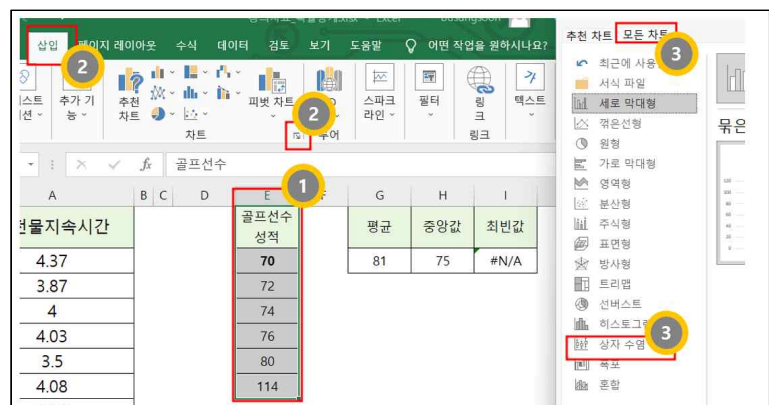 삽입 페이지 레이아웃 수식 데이터 검토 보기 도움말 어떤 작업을 원하시나요?
2
추가 기능
추천 차트
피벗 차트
2
스파크라인
필터
링크
텍스트
차트
투어
링크
fx 골프선수
1
A B C D E F G H I
물지속시간
골프선수 성적
평균 중앙값 최빈값
4.37 70 81 75 #N/A
3.87 72
4 74
4.03 76
3.5 80
4.08 114
추천 차트 모든 차트
3
최근에 사용
서식 파일
세로 막대형
꺾은선형
원형
가로 막대형
영역형
분산형
주식형
표면형
방사형
트리맵
선버스트
히스토그
3
상자 수염
폭포
혼합
묶은